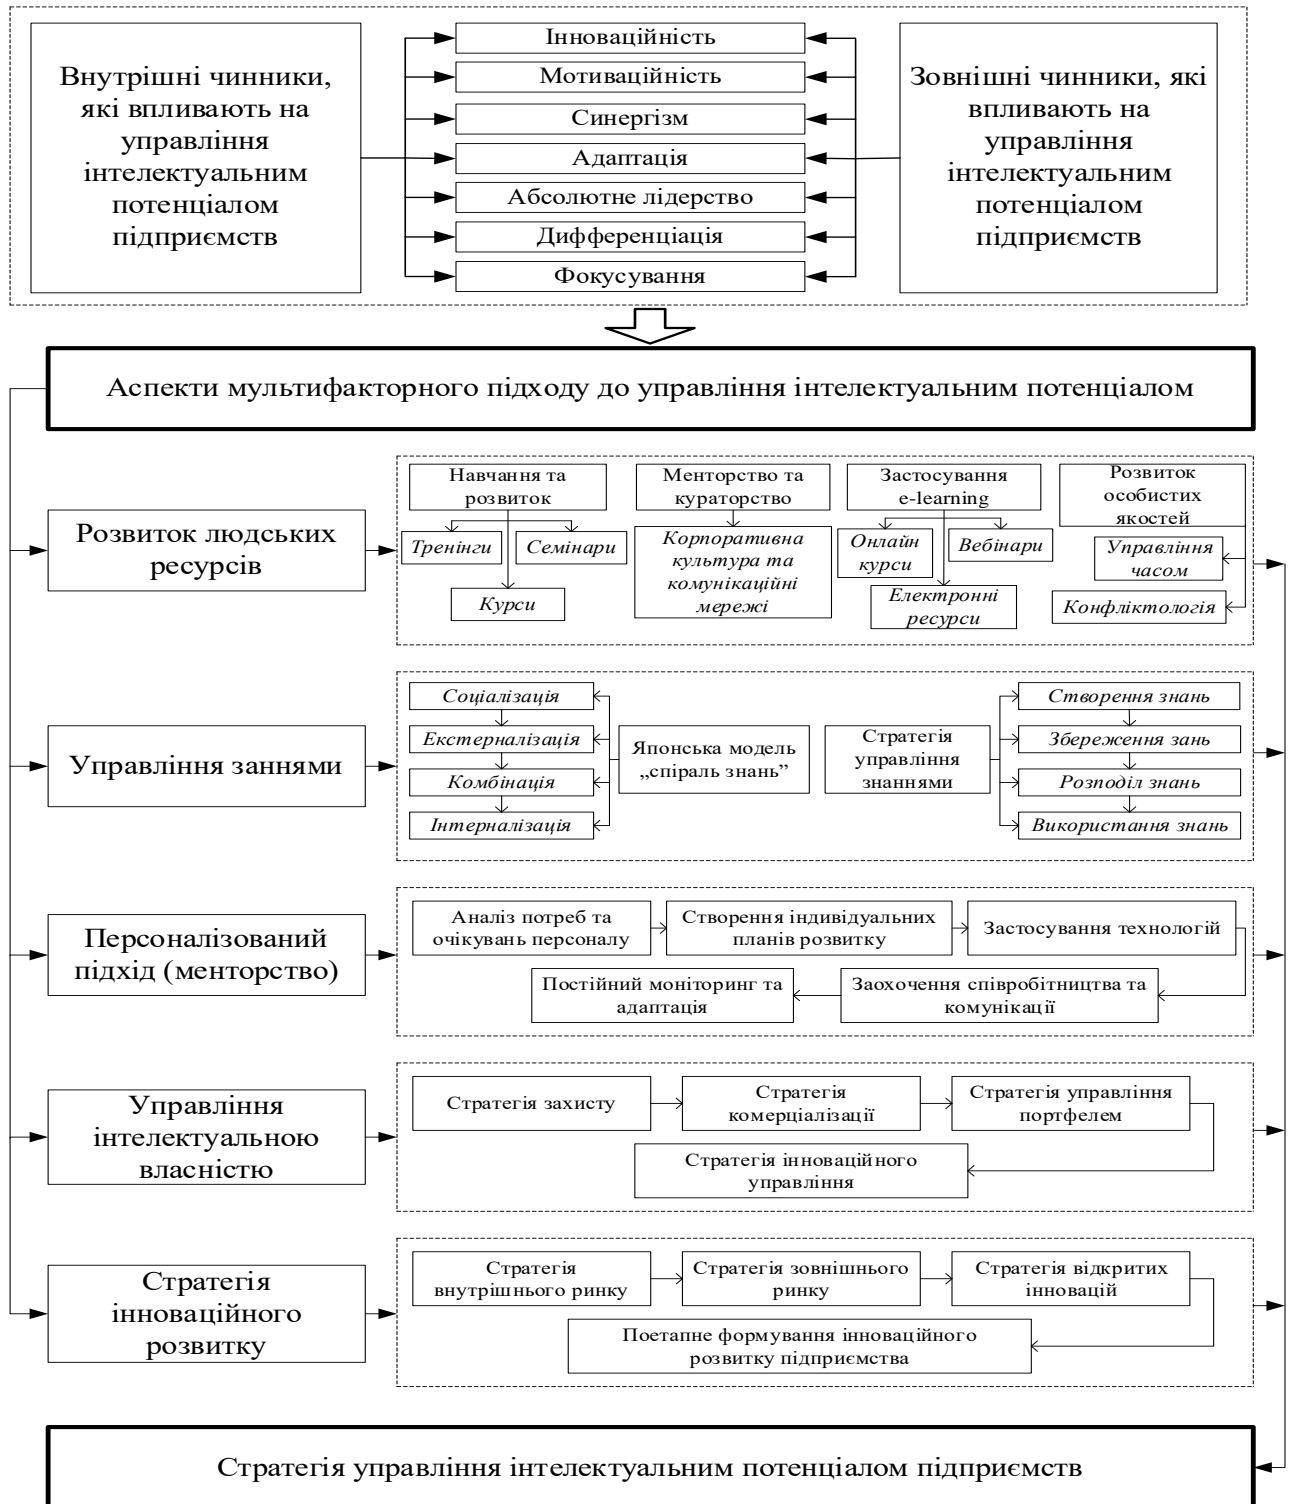 Внутрішні чинники,
які впливають на
управління
інтелектуальним
потенціалом
підприємств
Інноваційність
Мотиваційність
Синергізм
Адаптація
Абсолютне лідерство
Дифференціація
Фокусування
Зовнішні чинники, які
впливають на
управління
інтелектуальним
потенціалом
підприємств
Аспекти мультифакторного підходу до управління інтелектуальним потенціалом
Розвиток людських
ресурсів
Навчання та
розвиток
Тренінги
Семінари
Курси
Менторство та
кураторство
Корпоративна
культура та
комунікаційні
мережі
Застосування
e-learning
Онлайн
курси
Вебінари
Електронні
ресурси
Розвиток
особистих
якостей
Управління
часом
Конфліктологія
Управління заннями
Соціалізація
Екстерналізація
Комбінація
Інтерналізація
Японська модель
„спіраль знань”
Стратегія
управління
знаннями
Створення знань
Збереження зань
Розподіл знань
Використання знань
Персоналізований
підхід (менторство)
Аналіз потреб та
очікувань персоналу
Створення індивідуальних
планів розвитку
Застосування технологій
Постійний моніторинг та
адаптація
Заохочення співробітництва та
комунікації
Управління
інтелектуальною
власністю
Стратегія захисту
Стратегія
комерціалізації
Стратегія управління
портфелем
Стратегія інноваційного
управління
Стратегія
інноваційного
розвитку
Стратегія
внутрішнього ринку
Стратегія зовнішнього
ринку
Стратегія відкритих
інновацій
Поетапне формування інноваційного
розвитку підприємства
Стратегія управління інтелектуальним потенціалом підприємств